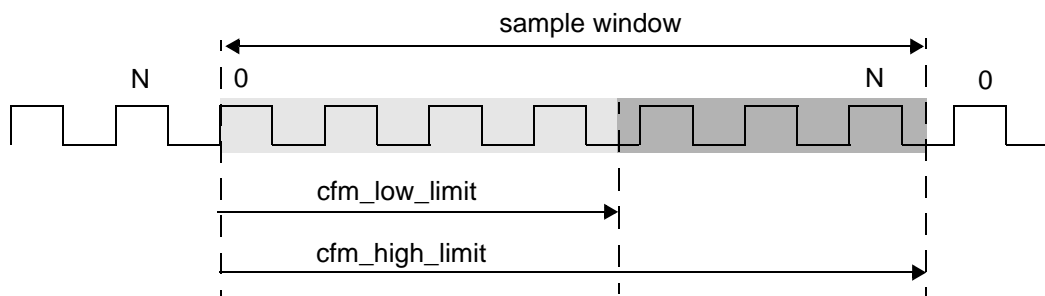 sample window
N 0 N 0
cfm_low_limit
cfm_high_limit